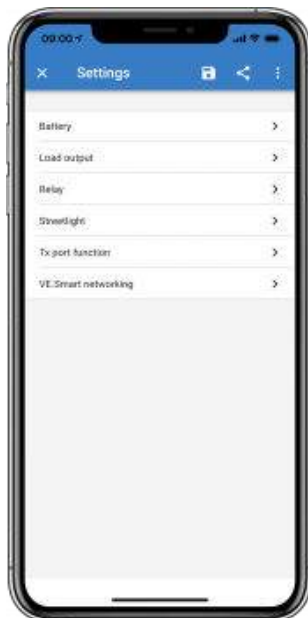 09:00
Settings
Battery
Load output
Relay
Streetlight
Tx port function
VE.Smart networking